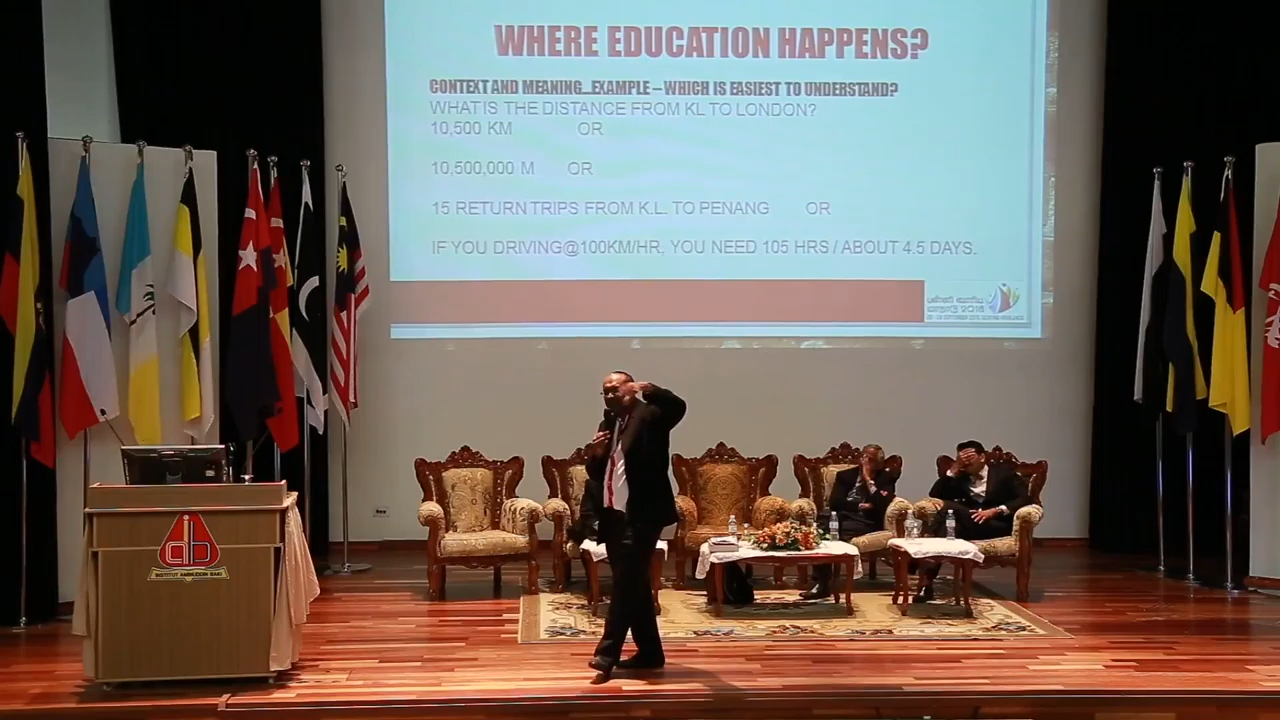 WHERE EDUCATION HAPPENS?
CONTEXT AND MEANING...EXAMPLE – WHICH IS EASIEST TO UNDERSTAND?
WHAT IS THE DISTANCE FROM KL TO LONDON?
10,500 KM OR
10,500,000 M OR
15 RETURN TRIPS FROM K.L. TO PENANG OR
IF YOU DRIVING@100KM/HR, YOU NEED 105 HRS / ABOUT 4.5 DAYS.
INSTITUT AMINUDDIN BAKI